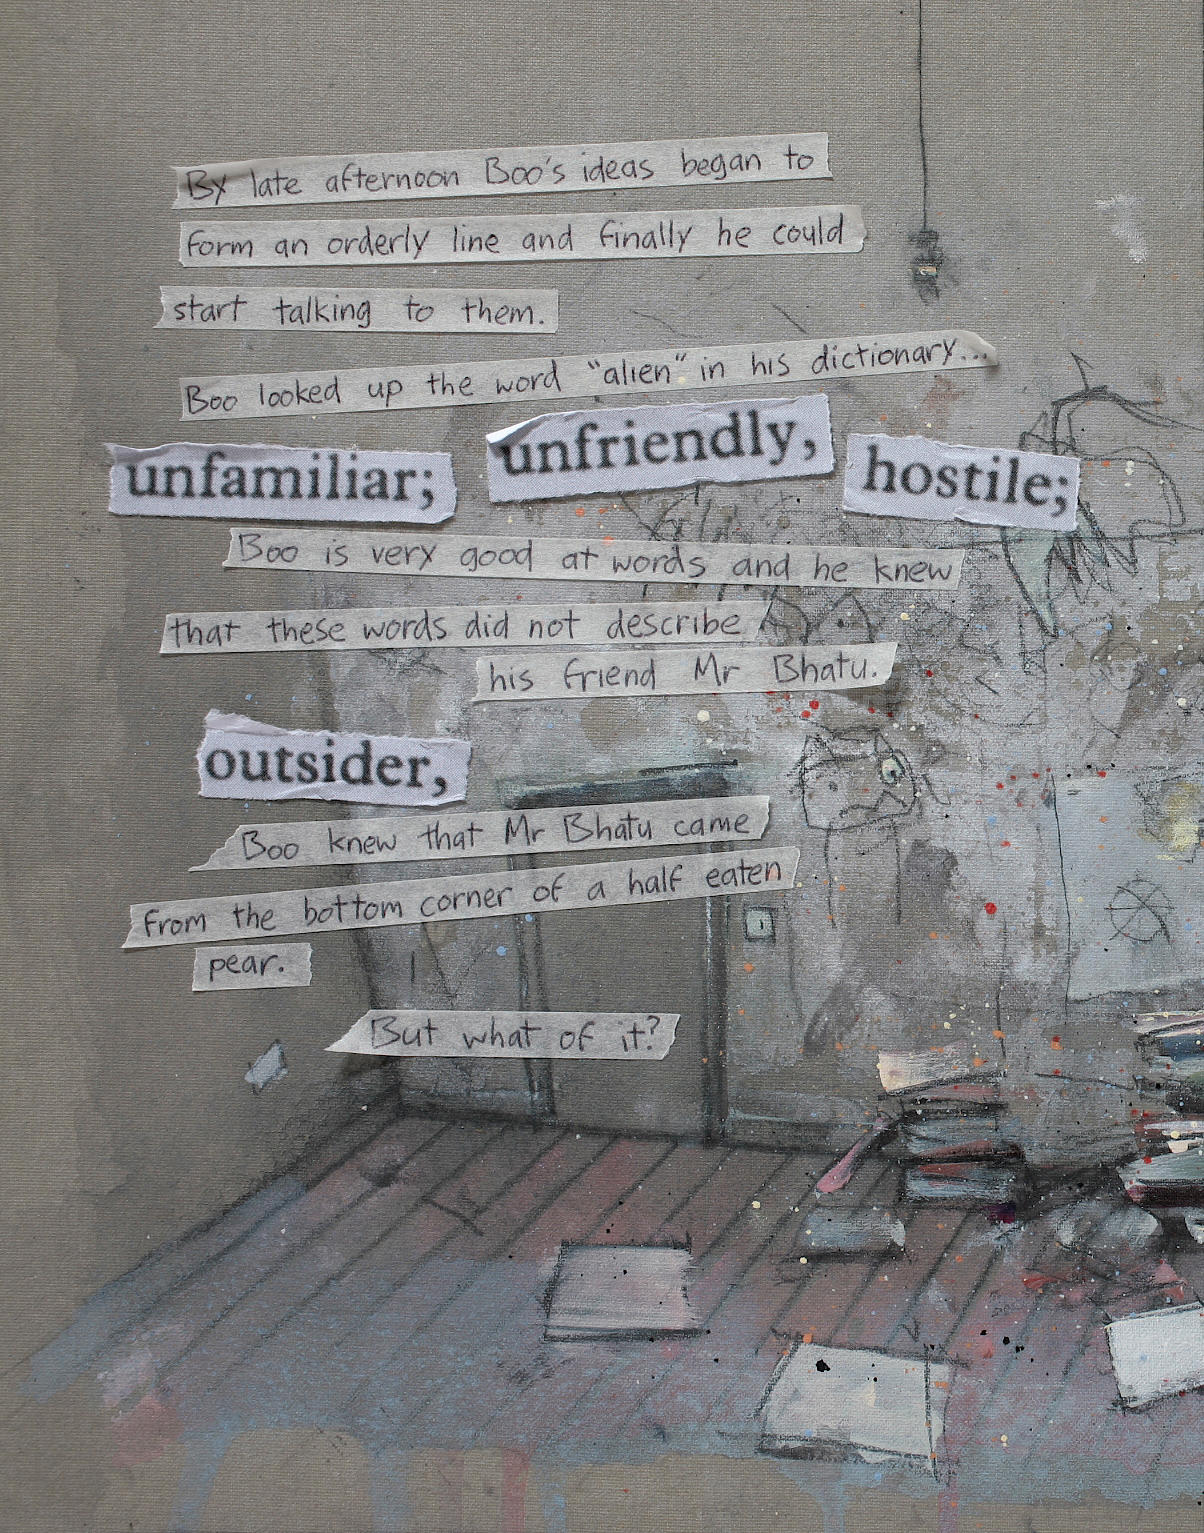 By late afternoon Boo's ideas began to
form an orderly line and finally he could
start talking to them.
Boo looked up the word "alien" in his dictionary...
unfamiliar; unfriendly, hostile;
Boo is very good at words and he knew
that these words did not describe
his friend Mr Bhatu.
outsider,
Boo knew that Mr Bhatu came
from the bottom corner of a half eaten
pear.
But what of it?